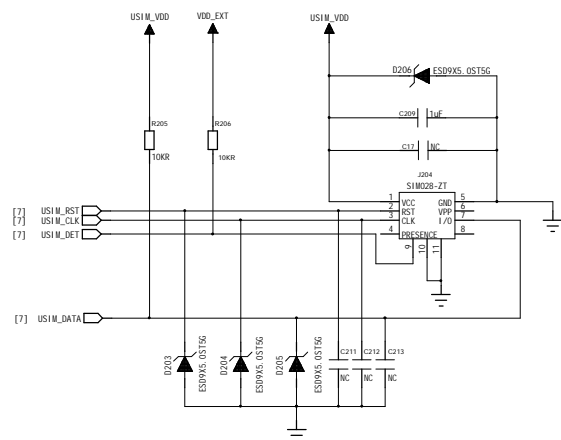 USIM_VDD
VDD_EXT
USIM_VDD
D206
ESD9X5.0ST5G
R205
10KR
R206
10KR
C209
1uF
C17
NC
J204
SIM028-ZT
1
VCC
GND
5
2
RST
VPP
6
3
CLK
I/O
7
4
PRESENCE
8
9
10
11
[7]
USIM_RST
[7]
USIM_CLK
[7]
USIM_DET
[7]
USIM_DATA
D203
ESD9X5.0ST5G
D204
ESD9X5.0ST5G
D205
ESD9X5.0ST5G
C211
C212
C213
NC
NC
NC